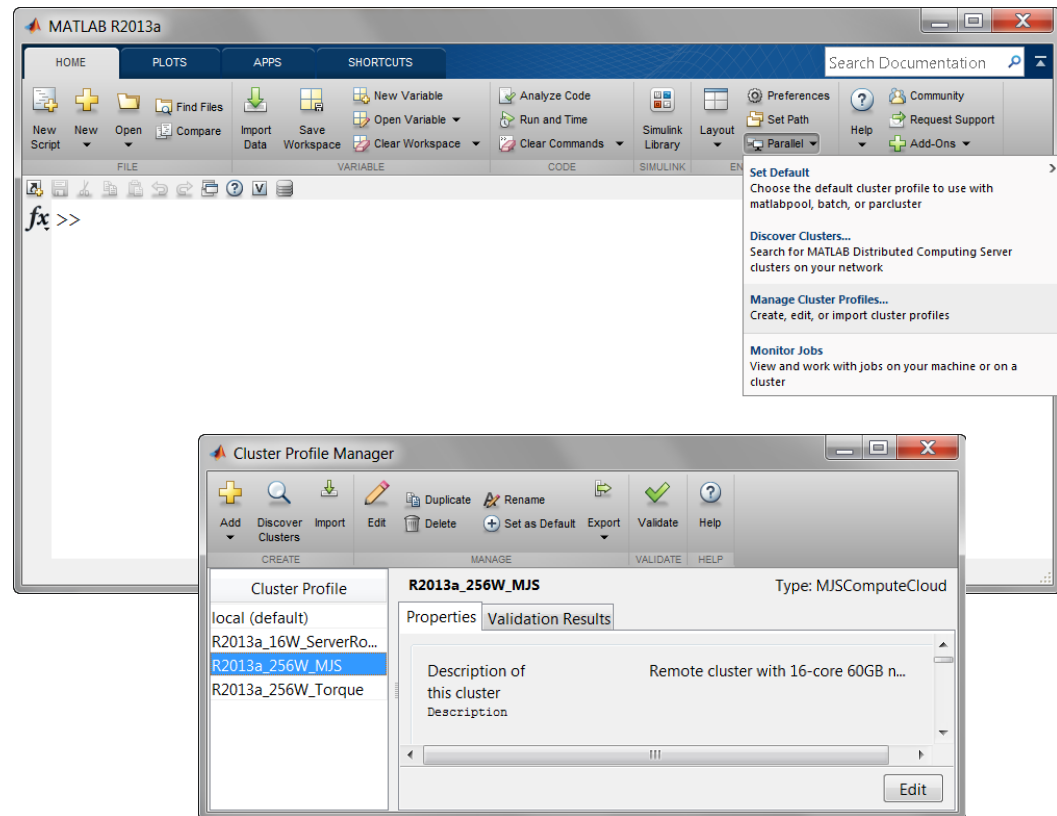 MATLAB R2013a
HOME PLOTS APPS SHORTCUTS Search Documentation
New Script
New
Open
Find Files
Compare
FILE
Import Data
Save Workspace
New Variable
Open Variable
Clear Workspace
VARIABLE
Analyze Code
Run and Time
Clear Commands
CODE
Simulink Library
SIMULINK
Layout
Preferences
Set Path
Parallel
EN
Help
Community
Request Support
Add-Ons
fx >>
Set Default
Choose the default cluster profile to use with
matlabpool, batch, or parcluster
Discover Clusters...
Search for MATLAB Distributed Computing Server
clusters on your network
Manage Cluster Profiles...
Create, edit, or import cluster profiles
Monitor Jobs
View and work with jobs on your machine or on a
cluster
Cluster Profile Manager
Add
Discover Clusters
Import
CREATE
Edit
Duplicate
Delete
Rename
Set as Default
Export
MANAGE
Validate
VALIDATE
Help
HELP
Cluster Profile
local (default)
R2013a_16W_ServerRo...
R2013a_256W_MJS
R2013a_256W_Torque
R2013a_256W_MJS Type: MJSComputeCloud
Properties Validation Results
Description of
this cluster
Description
Remote cluster with 16-core 60GB n...
Edit